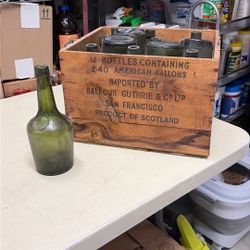 12-BOTTLES CONTAINING
2.40 AMERICAN GALLONS
IMPORTED BY
BALFOUR GUTHRIE & CO LTD
SAN FRANCISCO
PRODUCT OF SCOTLAND